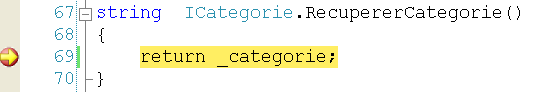 67 string ICategorie.RecupererCategorie()
68 {
69 return _categorie;
70 }